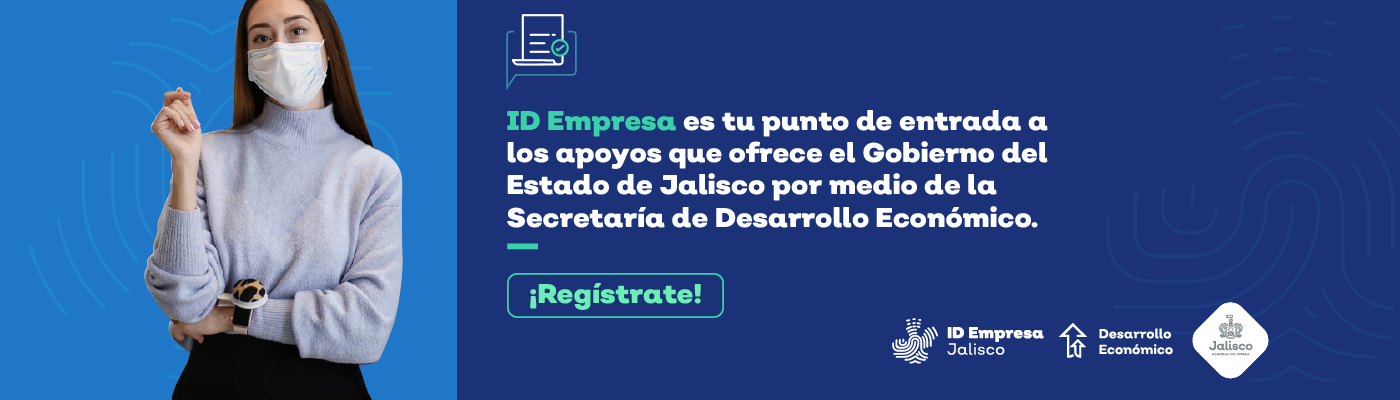 ID Empresa es tu punto de entrada a
los apoyos que ofrece el Gobierno del
Estado de Jalisco por medio de la
Secretaría de Desarrollo Económico.
¡Regístrate!
ID Empresa
Jalisco
Desarrollo
Económico
Jalisco